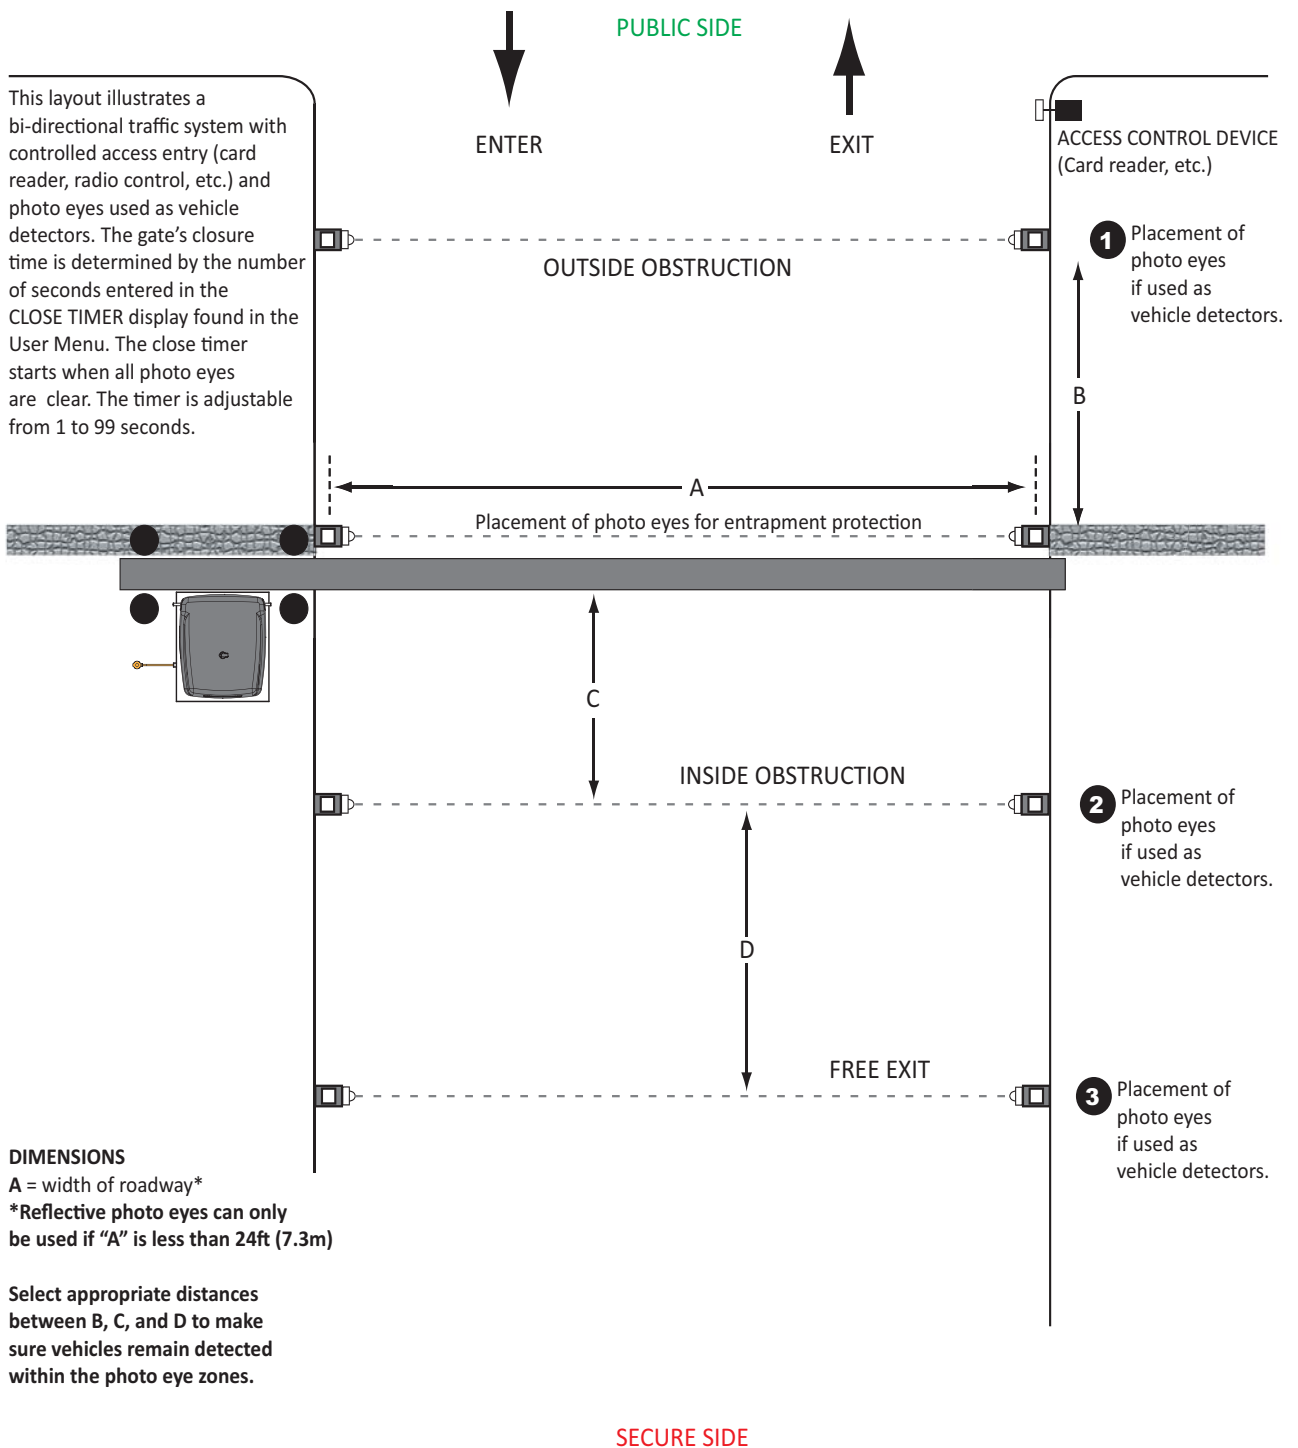 PUBLIC SIDE
This layout illustrates a
bi-directional traffic system with
controlled access entry (card
reader, radio control, etc.) and
photo eyes used as vehicle
detectors. The gate's closure
time is determined by the number
of seconds entered in the
CLOSE TIMER display found in the
User Menu. The close timer
starts when all photo eyes
are clear. The timer is adjustable
from 1 to 99 seconds.
ENTER
EXIT
ACCESS CONTROL DEVICE
(Card reader, etc.)
OUTSIDE OBSTRUCTION
1
Placement of
photo eyes
if used as
vehicle detectors.
B
A
Placement of photo eyes for entrapment protection
C
INSIDE OBSTRUCTION
2
Placement of
photo eyes
if used as
vehicle detectors.
D
FREE EXIT
3
Placement of
photo eyes
if used as
vehicle detectors.
DIMENSIONS
A = width of roadway*
*Reflective photo eyes can only
be used if “A” is less than 24ft (7.3m)
Select appropriate distances
between B, C, and D to make
sure vehicles remain detected
within the photo eye zones.
SECURE SIDE